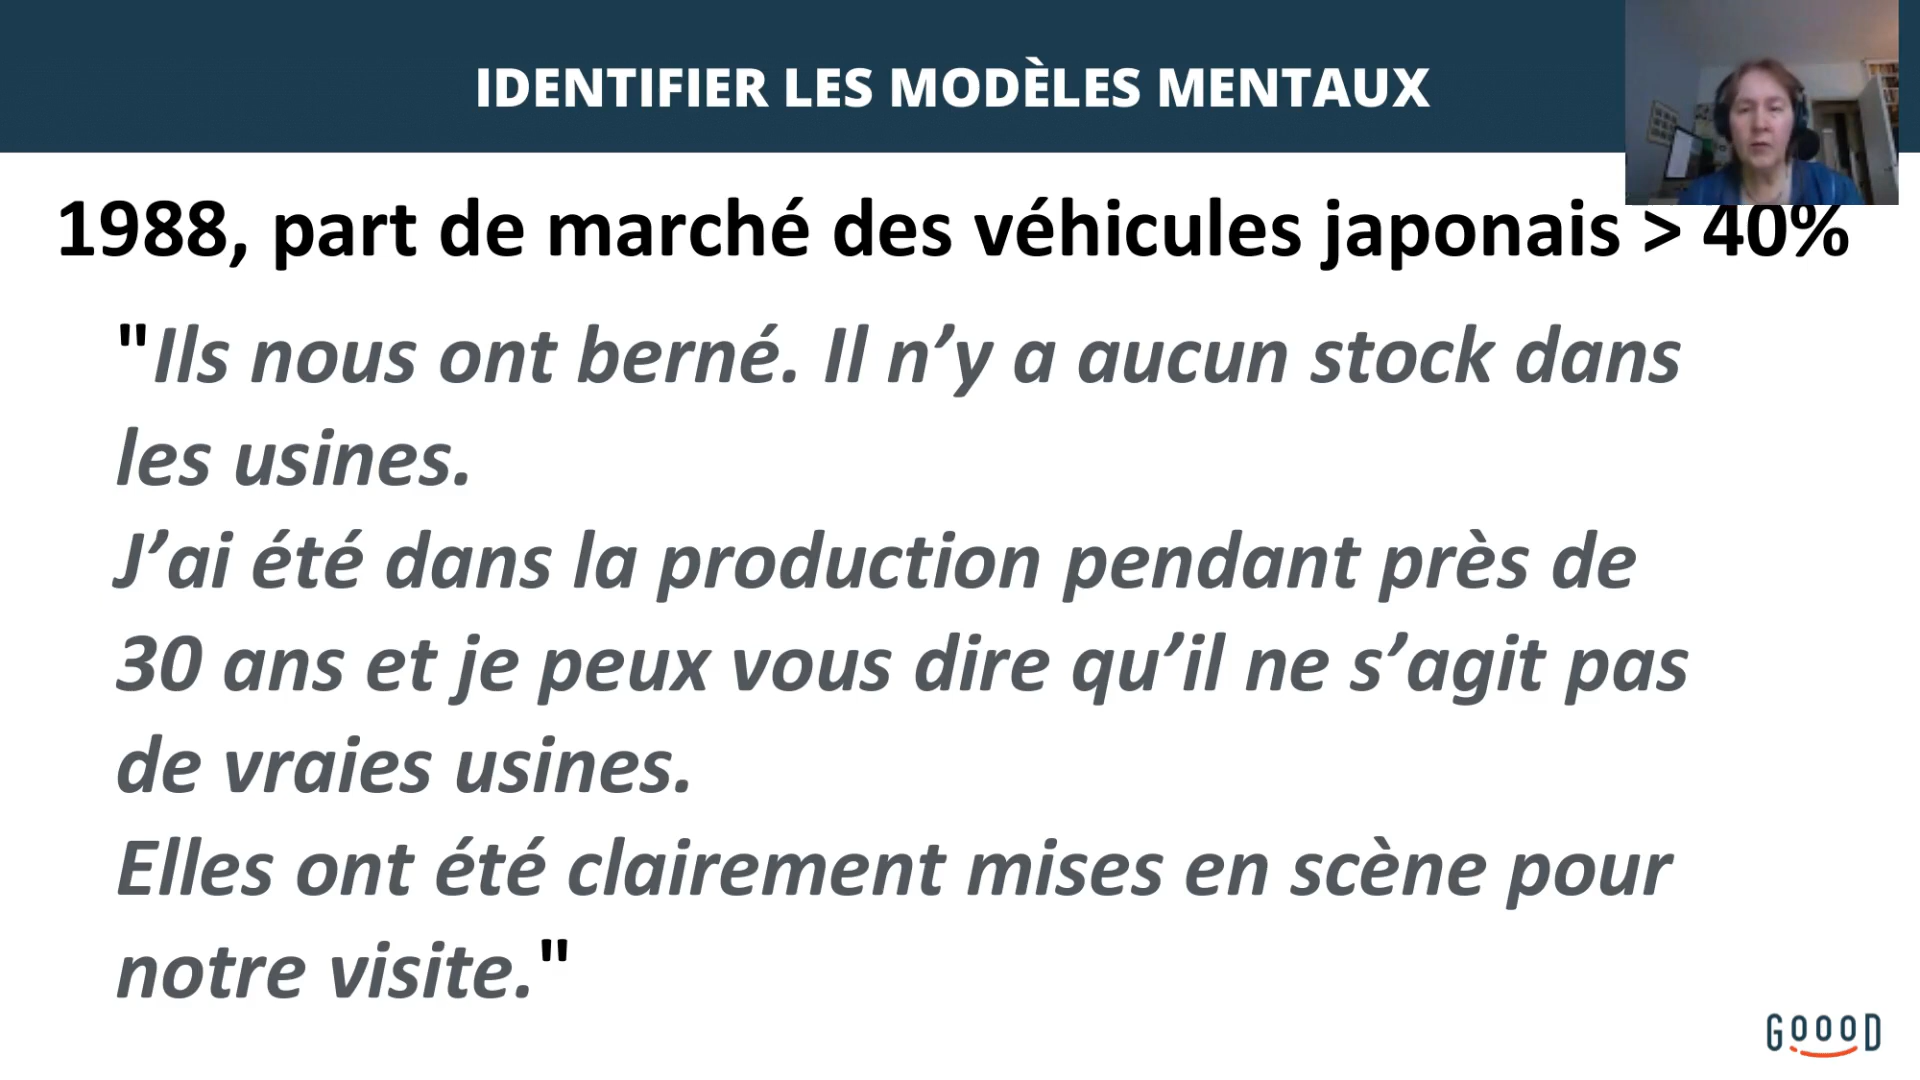 IDENTIFIER LES MODÈLES MENTAUX
1988, part de marché des véhicules japonais > 40%
"Ils nous ont berné. Il n’y a aucun stock dans
les usines.
J’ai été dans la production pendant près de
30 ans et je peux vous dire qu’il ne s’agit pas
de vraies usines.
Elles ont été clairement mises en scène pour
notre visite."
GOOOD